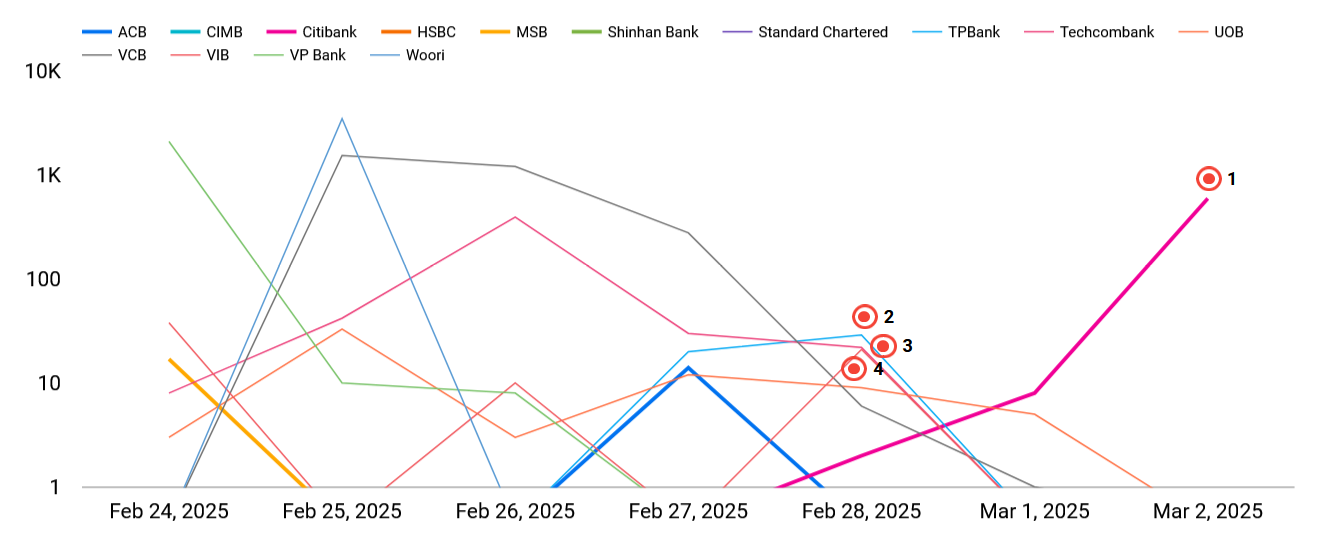 ACB CIMB Citibank HSBC MSB Shinhan Bank Standard Chartered TPBank Techcombank UOB
VCB VIB VP Bank Woori
10K
1K
1
100
2
3
4
10
1
Feb 24, 2025 Feb 25, 2025 Feb 26, 2025 Feb 27, 2025 Feb 28, 2025 Mar 1, 2025 Mar 2, 2025